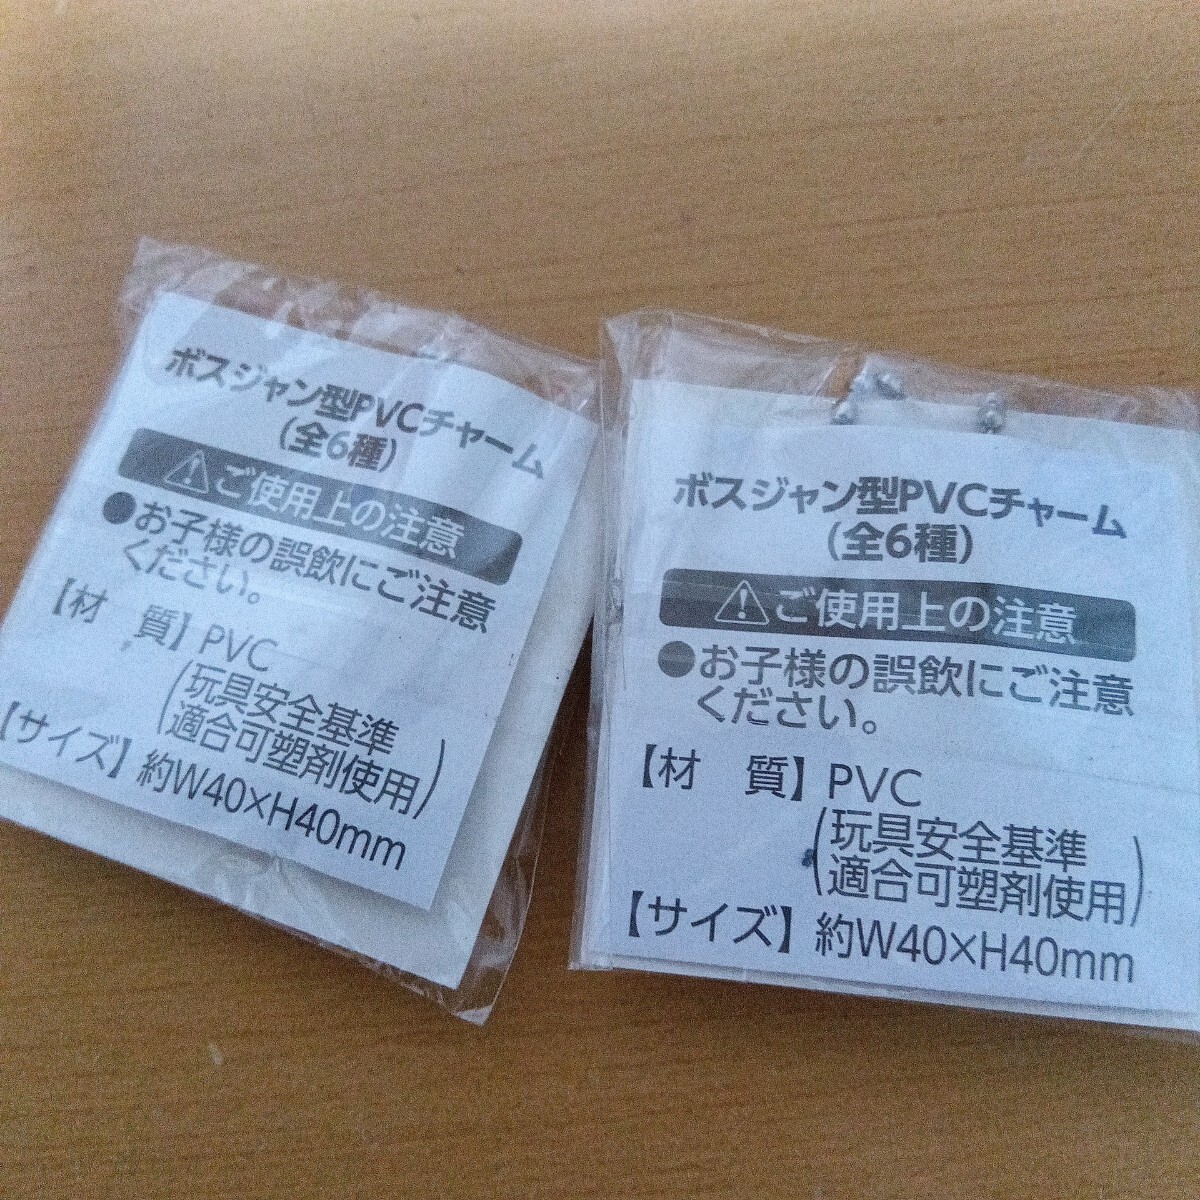 ボスジャン型PVCチャーム
(全6種)
⚠ご使用上の注意
●お子様の誤飲にご注意
ください。
【材　質】PVC
(玩具安全基準
適合可塑剤使用)
【サイズ】約W40×H40mm
ボスジャン型PVCチャーム
(全6種)
⚠ご使用上の注意
●お子様の誤飲にご注意
ください。
【材　質】PVC
(玩具安全基準
適合可塑剤使用)
【サイズ】約W40×H40mm